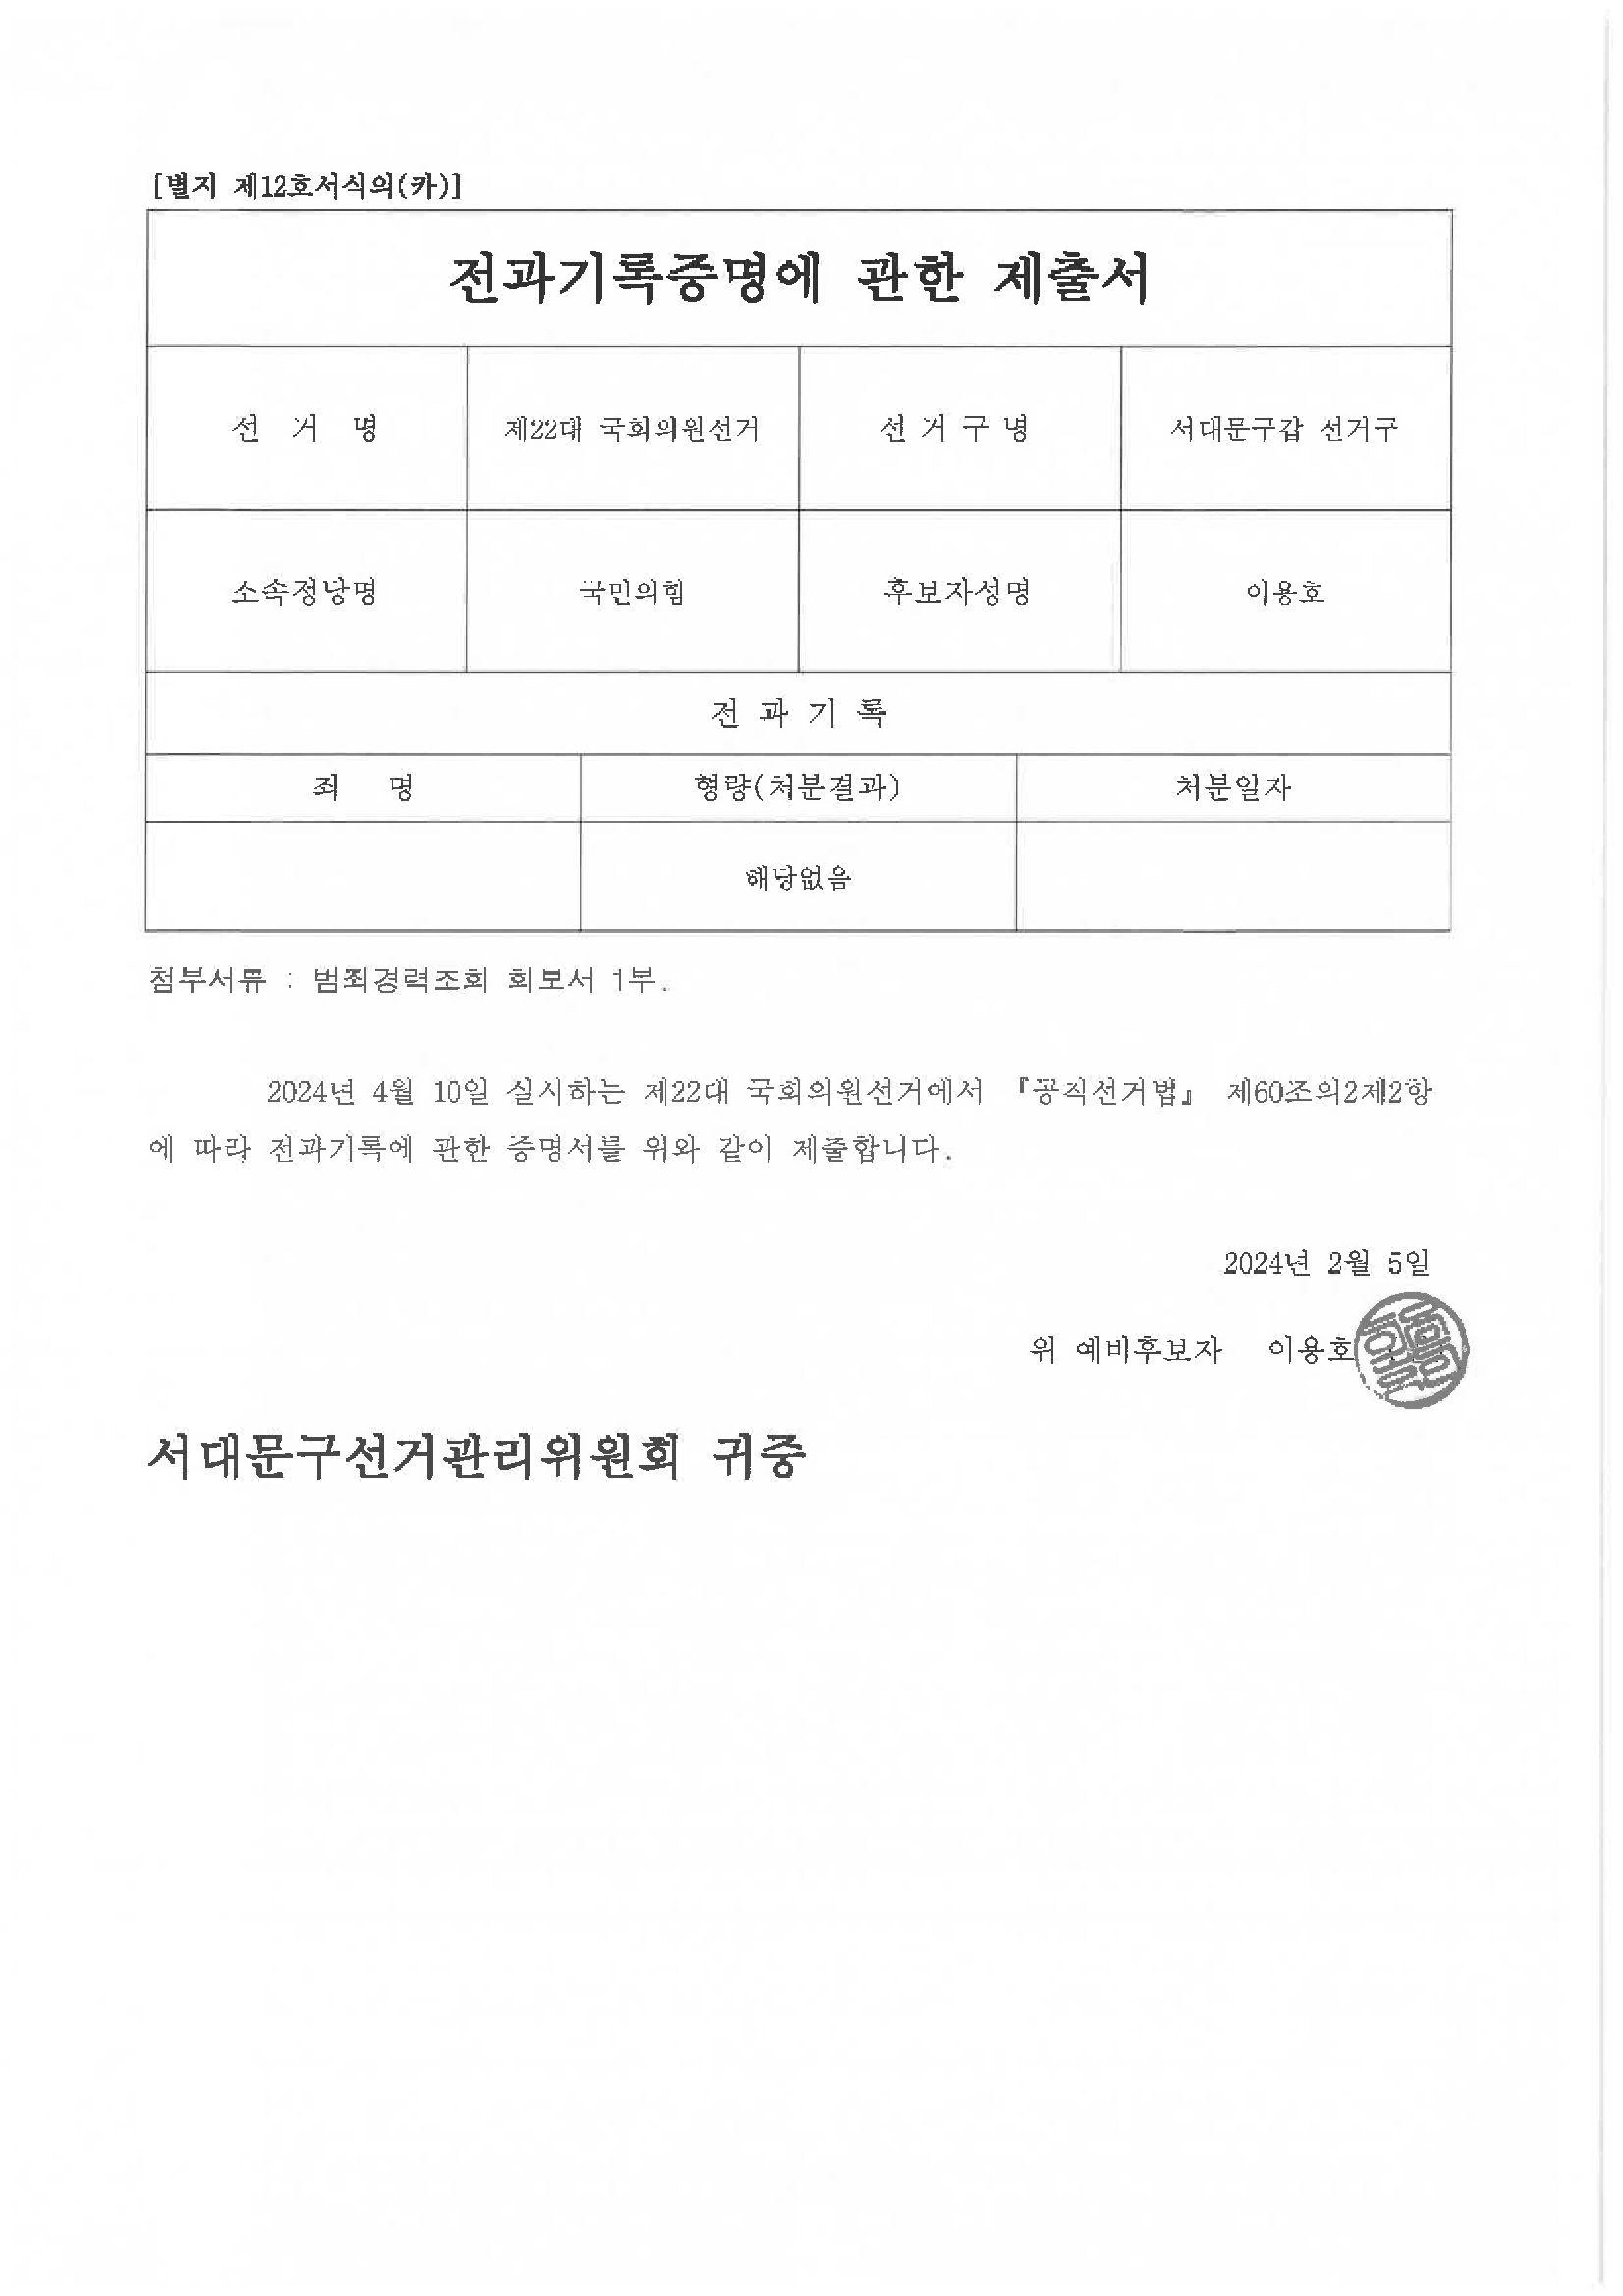 [별지 제12호서식의(카)]
전과기록증명에 관한 제출서
선 거 명 제22대 국회의원선거 선 거 구 명 서대문구갑 선거구
소속정당명 국민의힘 후보자성명 이용호
전 과 기 록
죄 명 형량(처분결과) 처분일자
해당없음
첨부서류 : 범죄경력조회 회보서 1부.
2024년 4월 10일 실시하는 제22대 국회의원선거에서 『공직선거법』 제60조의2제2항
에 따라 전과기록에 관한 증명서를 위와 같이 제출합니다.
2024년 2월 5일
위 예비후보자 이용호
서대문구선거관리위원회 귀중